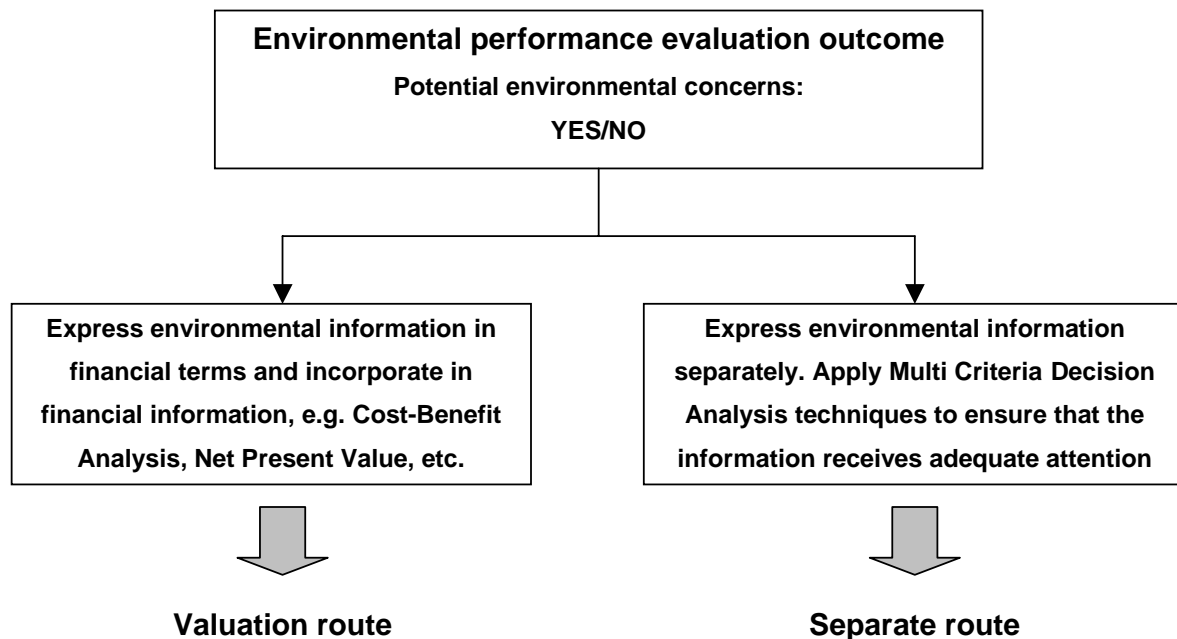 Environmental performance evaluation outcome
Potential environmental concerns:
YES/NO
Express environmental information in
financial terms and incorporate in
financial information, e.g. Cost-Benefit
Analysis, Net Present Value, etc.
Express environmental information
separately. Apply Multi Criteria Decision
Analysis techniques to ensure that the
information receives adequate attention
Valuation route
Separate route